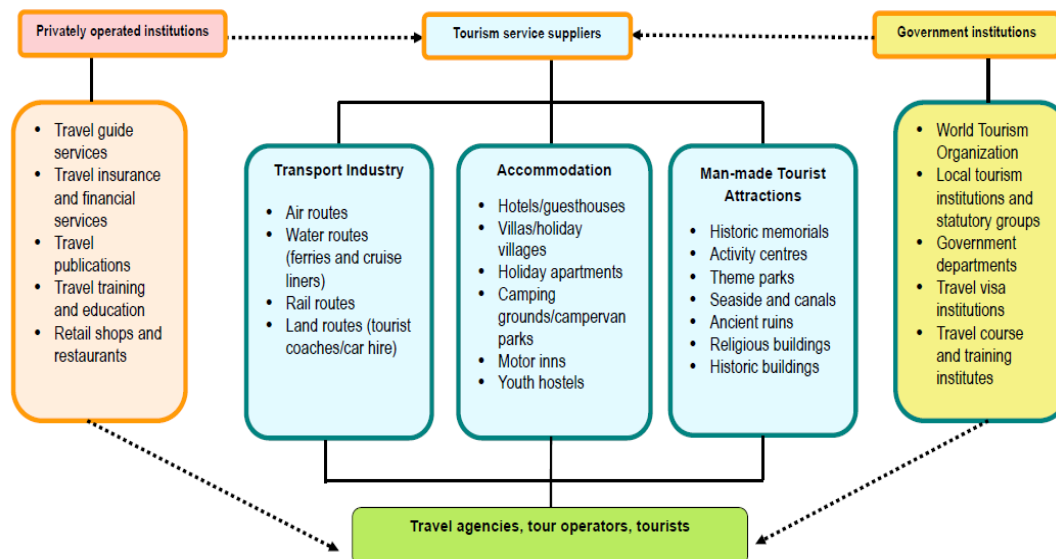 Privately operated institutions
Tourism service suppliers
Government institutions
• Travel guide
services
• Travel insurance
and financial
services
• Travel
publications
• Travel training
and education
• Retail shops and
restaurants
Transport Industry
• Air routes
• Water routes
(ferries and cruise
liners)
• Rail routes
• Land routes (tourist
coaches/car hire)
Accommodation
• Hotels/guesthouses
• Villas/holiday
villages
• Holiday apartments
• Camping
grounds/campervan
parks
• Motor inns
• Youth hostels
Man-made Tourist
Attractions
• Historic memorials
• Activity centres
• Theme parks
• Seaside and canals
• Ancient ruins
• Religious buildings
• Historic buildings
• World Tourism
Organization
• Local tourism
institutions and
statutory groups
• Government
departments
• Travel visa
institutions
• Travel course
and training
institutes
Travel agencies, tour operators, tourists